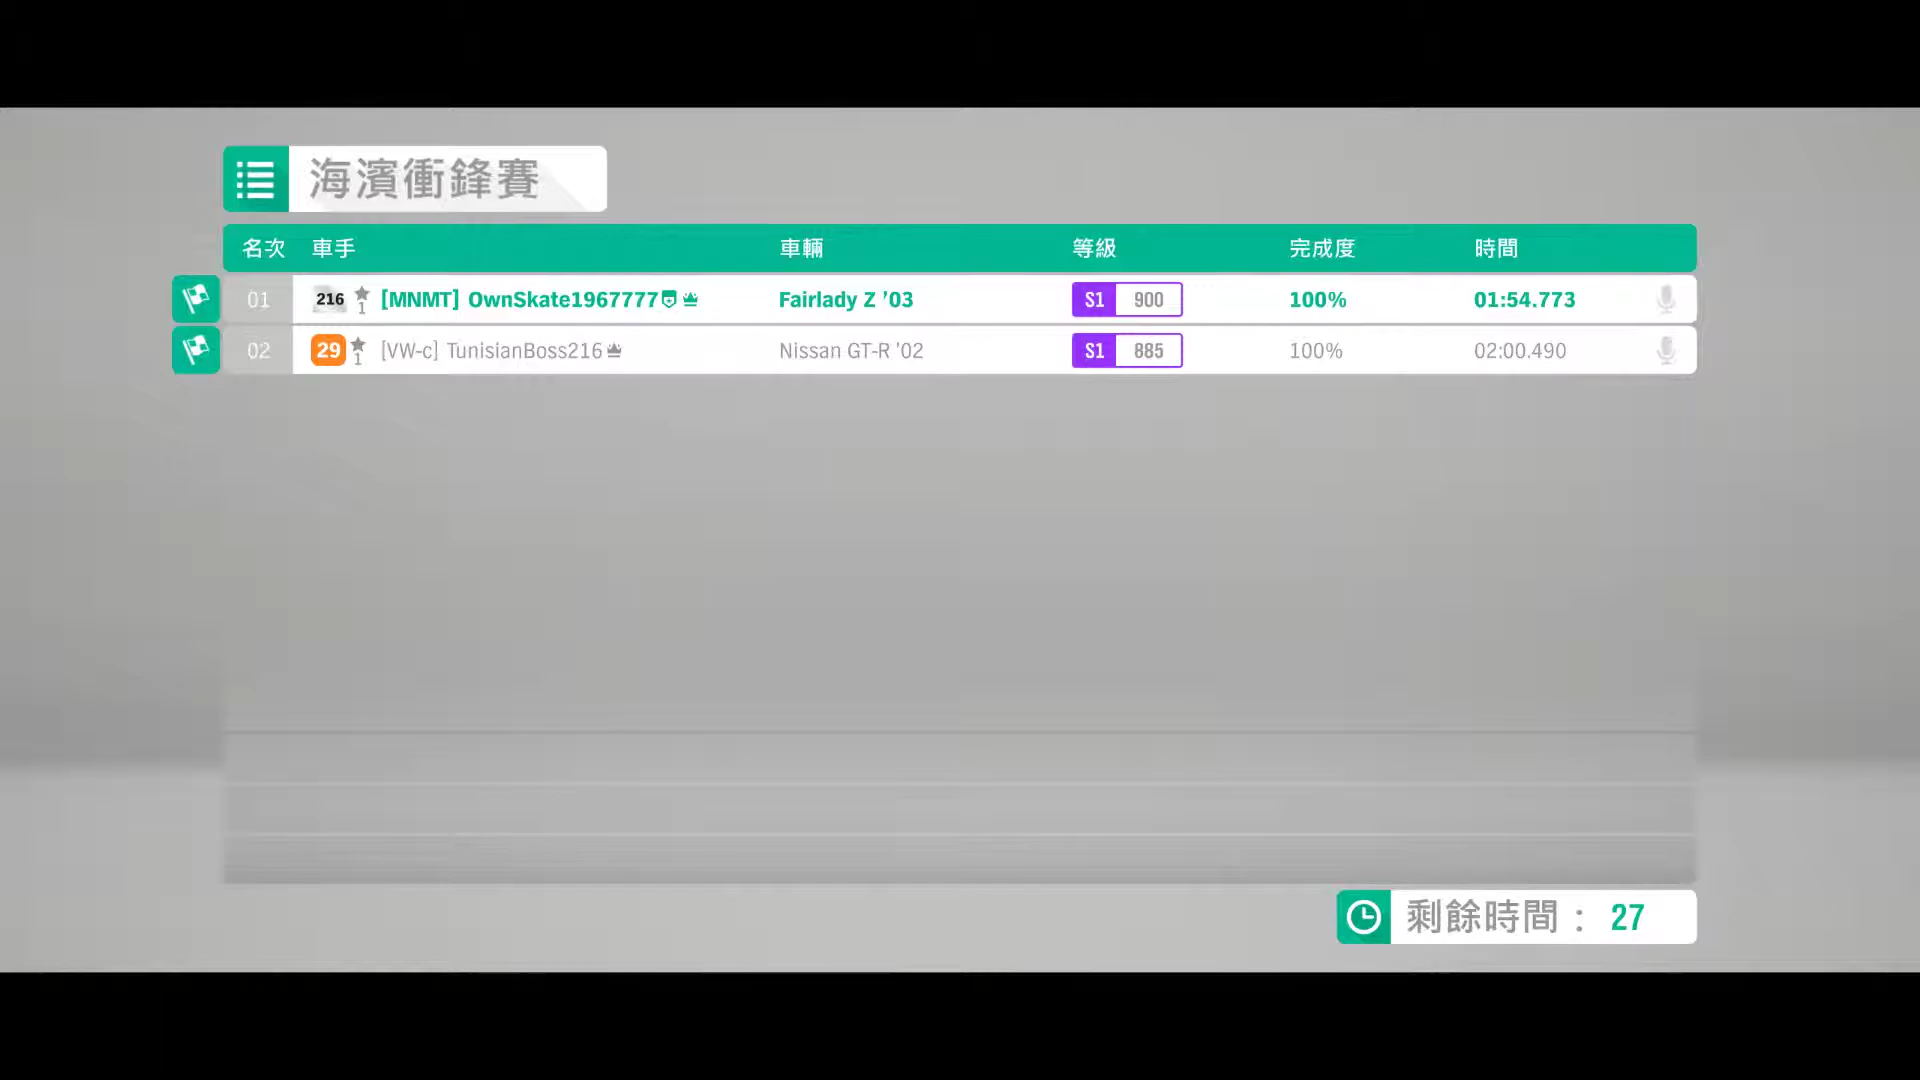 海濱衝鋒賽
名次 車手 車輛 等級 完成度 時間
01 216 1 [MNMT] OwnSkate1967777 Fairlady Z '03 S1 900 100% 01:54.773
02 29 1 [VW-c] TunisianBoss216 Nissan GT-R '02 S1 885 100% 02:00.490
剩餘時間： 27